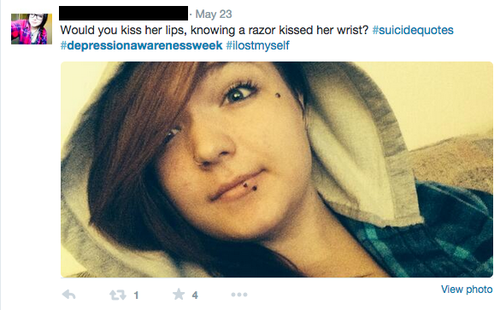 · May 23
Would you kiss her lips, knowing a razor kissed her wrist? #suicidequotes
#depressionawarenessweek #ilostmyself
1
4
View photo